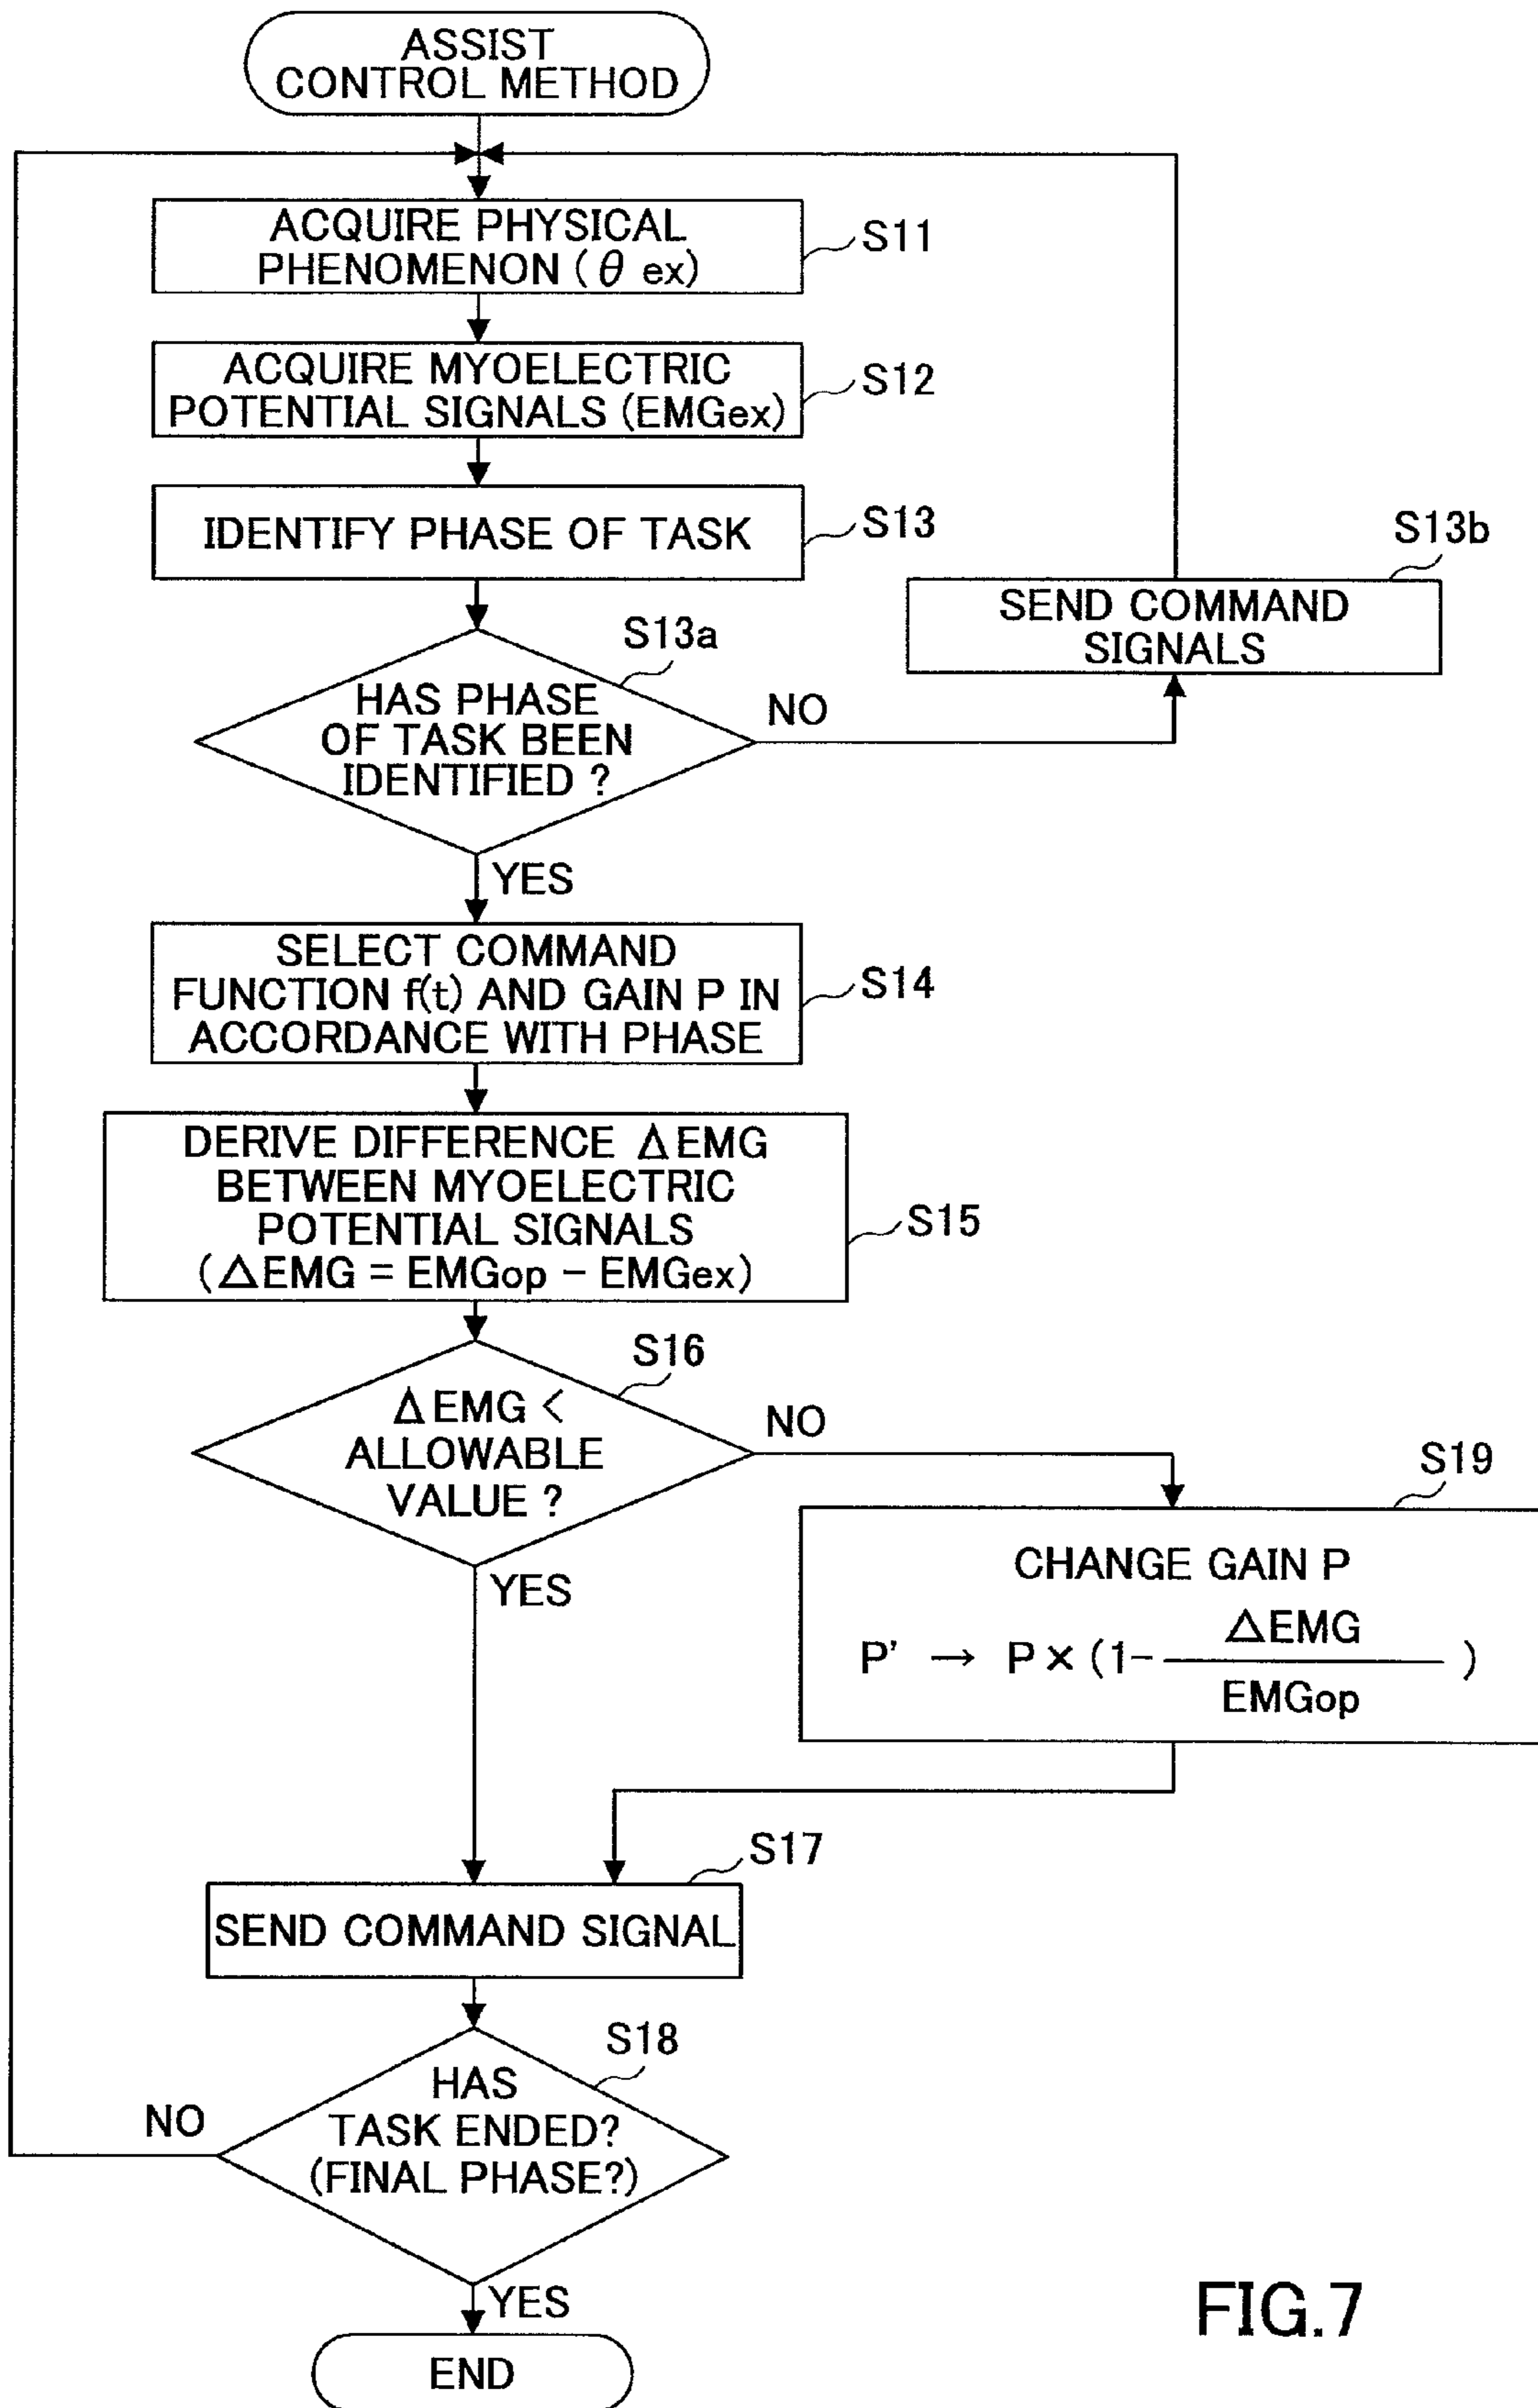 ASSIST
CONTROL METHOD
ACQUIRE PHYSICAL
PHENOMENON (θ ex)
S11
ACQUIRE MYOELECTRIC
POTENTIAL SIGNALS (EMGex)
S12
IDENTIFY PHASE OF TASK
S13
S13b
SEND COMMAND
SIGNALS
S13a
HAS PHASE
OF TASK BEEN
IDENTIFIED ?
NO
YES
SELECT COMMAND
FUNCTION f(t) AND GAIN P IN
ACCORDANCE WITH PHASE
S14
DERIVE DIFFERENCE ΔEMG
BETWEEN MYOELECTRIC
POTENTIAL SIGNALS
(ΔEMG = EMGop − EMGex)
S15
S16
ΔEMG <
ALLOWABLE
VALUE ?
NO
YES
S19
CHANGE GAIN P
P' → P × (1- ΔEMG / EMGop )
S17
SEND COMMAND SIGNAL
S18
HAS
TASK ENDED?
(FINAL PHASE?)
NO
YES
END
FIG.7